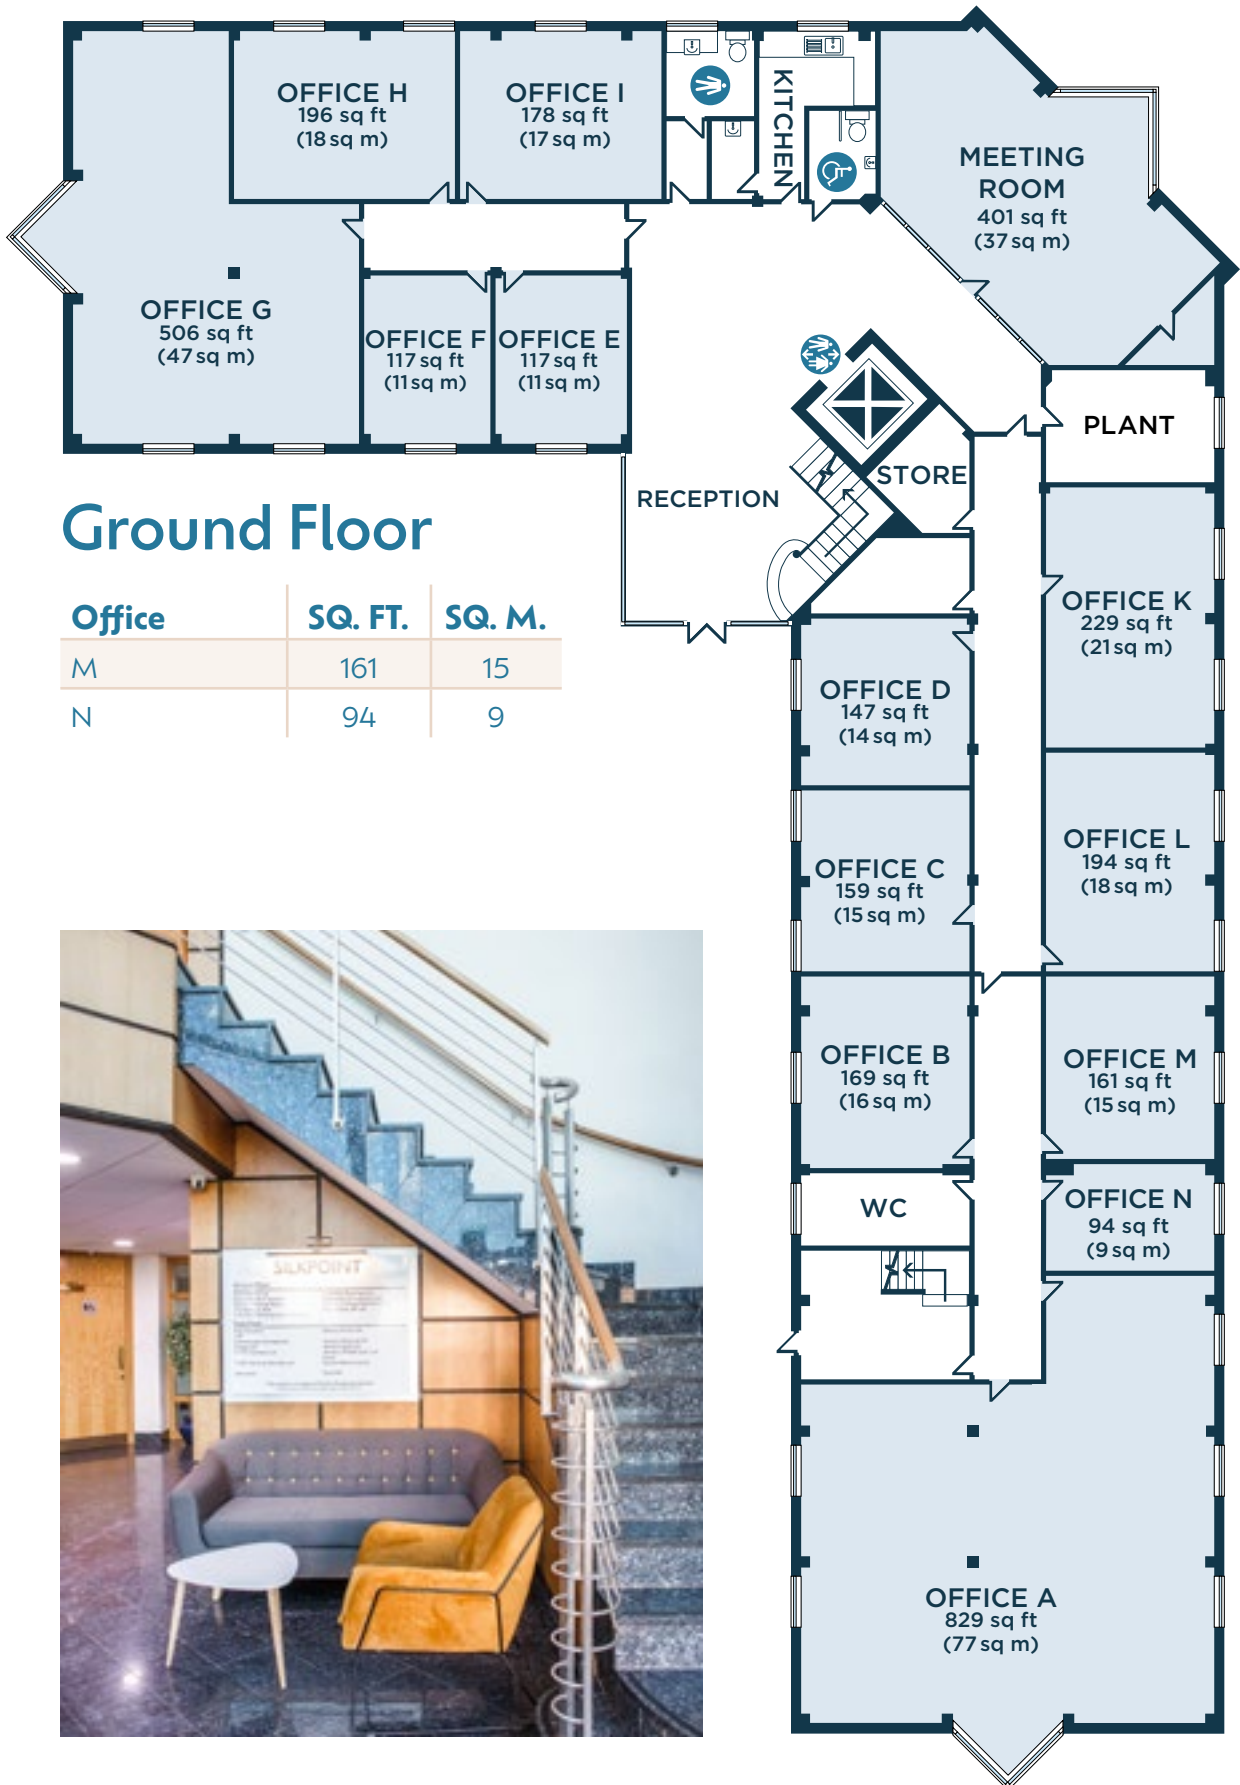 OFFICE H
196 sq ft
(18 sq m)
OFFICE I
178 sq ft
(17 sq m)
KITCHEN
MEETING
ROOM
401 sq ft
(37 sq m)
OFFICE G
506 sq ft
(47 sq m)
OFFICE F
117 sq ft
(11 sq m)
OFFICE E
117 sq ft
(11 sq m)
PLANT
STORE
RECEPTION
Ground Floor
Office SQ. FT. SQ. M.
M 161 15
N 94 9
OFFICE K
229 sq ft
(21 sq m)
OFFICE D
147 sq ft
(14 sq m)
OFFICE L
194 sq ft
(18 sq m)
OFFICE C
159 sq ft
(15 sq m)
OFFICE B
169 sq ft
(16 sq m)
OFFICE M
161 sq ft
(15 sq m)
WC
OFFICE N
94 sq ft
(9 sq m)
OFFICE A
829 sq ft
(77 sq m)
SILKPOINT